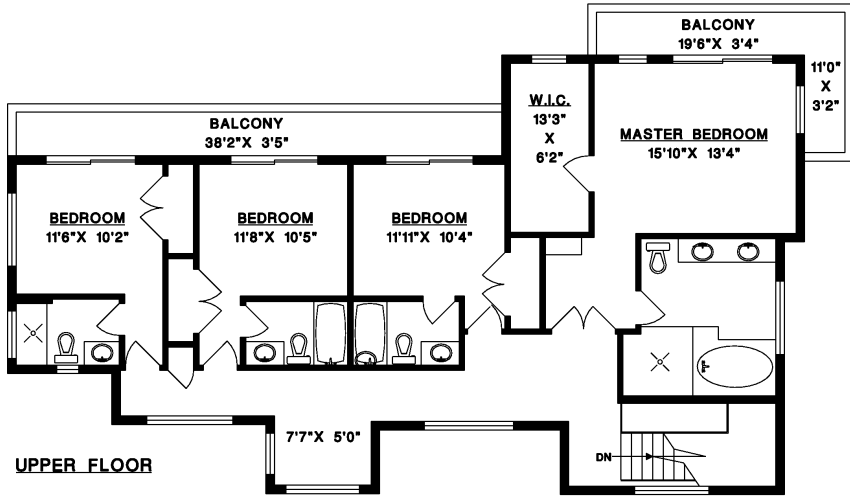 BALCONY
19'6"X 3'4"
11'0"
X
3'2"
W.I.C.
13'3"
X
6'2"
MASTER BEDROOM
15'10"X 13'4"
BALCONY
38'2"X 3'5"
BEDROOM
11'6"X 10'2"
BEDROOM
11'8"X 10'5"
BEDROOM
11'11"X 10'4"
7'7"X 5'0"
DN
UPPER FLOOR